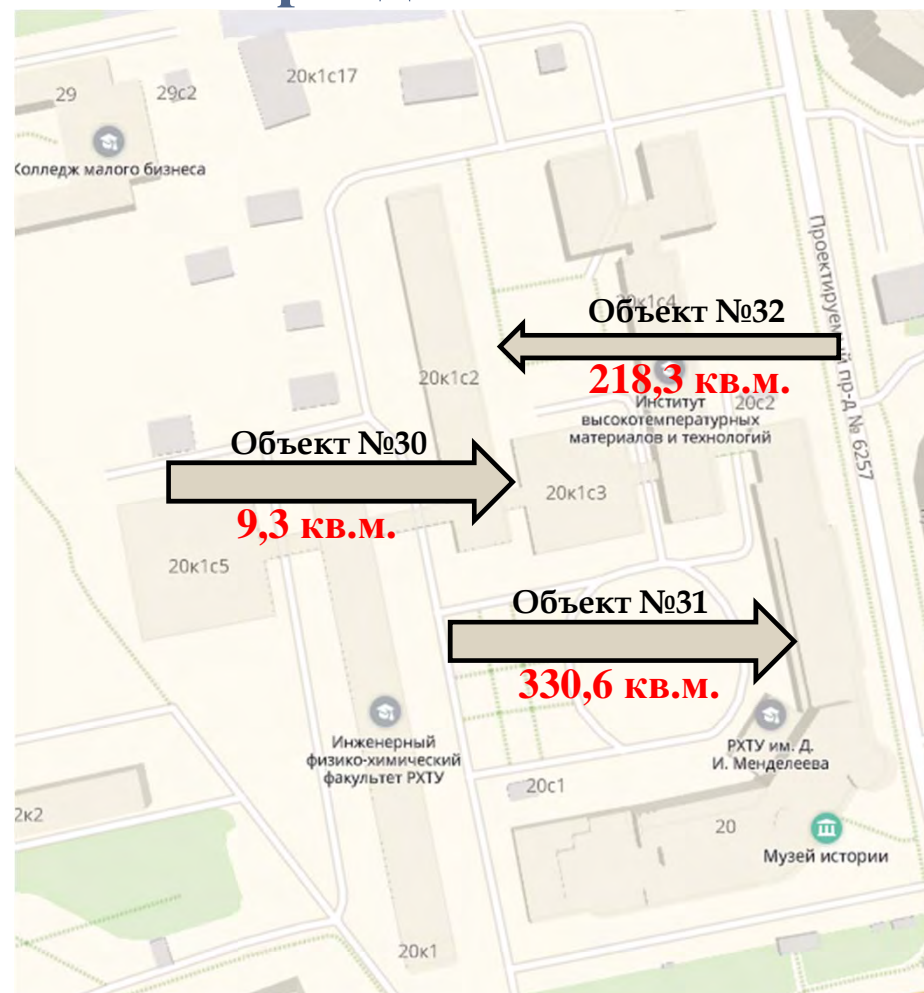 29
29с2
20к1с17
Колледж малого бизнеса
Проектируемый пр-д № 6257
Объект №32
218,3 кв.м.
20к1с2
Институт
высокотемпературных
материалов и технологий
20с2
Объект №30
9,3 кв.м.
20к1с3
20к1с5
Объект №31
330,6 кв.м.
Инженерный
физико-химический
факультет РХТУ
РХТУ им. Д.
И. Менделеева
20с1
2к2
20
Музей истории
20к1